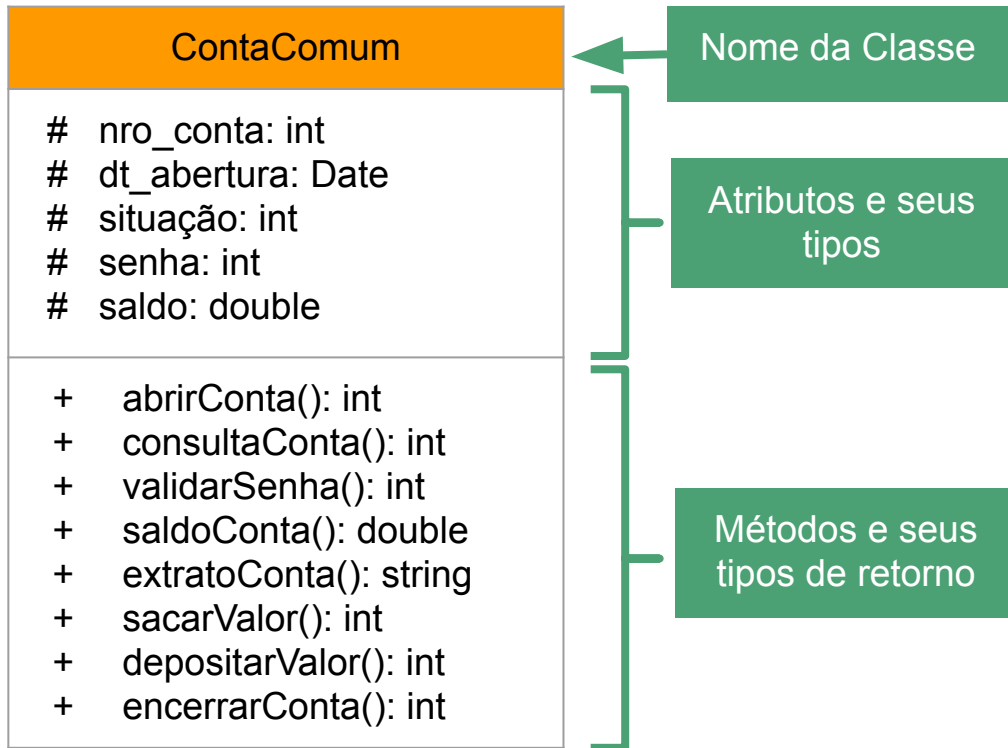 ContaComum
Nome da Classe
# nro_conta: int
# dt_abertura: Date
# situação: int
# senha: int
# saldo: double
Atributos e seus
tipos
+ abrirConta(): int
+ consultaConta(): int
+ validarSenha(): int
+ saldoConta(): double
+ extratoConta(): string
+ sacarValor(): int
+ depositarValor(): int
+ encerrarConta(): int
Métodos e seus
tipos de retorno